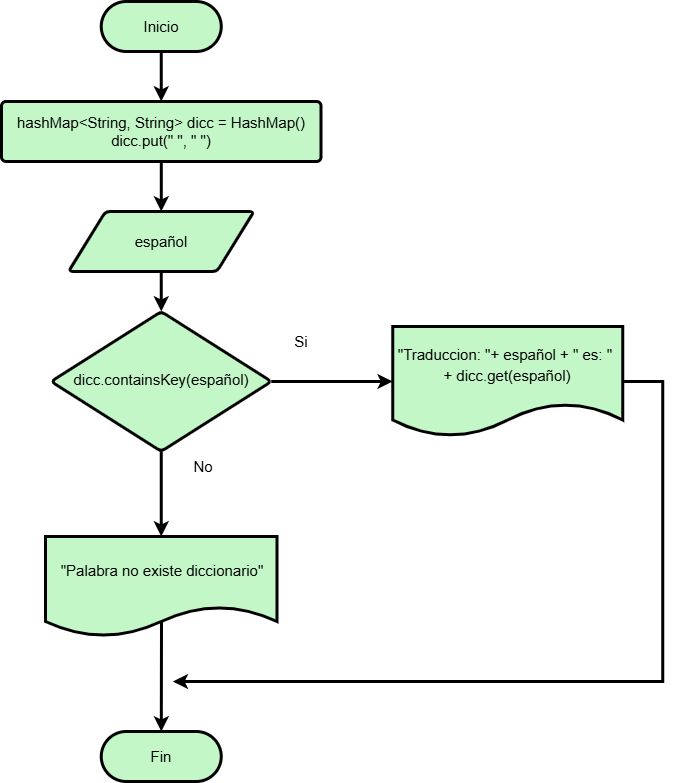 Inicio
hashMap<String, String> dicc = HashMap()
dicc.put(" ", " ")
español
dicc.containsKey(español)
Si
"Traduccion: "+ español + " es: "
+ dicc.get(español)
No
"Palabra no existe diccionario"
Fin